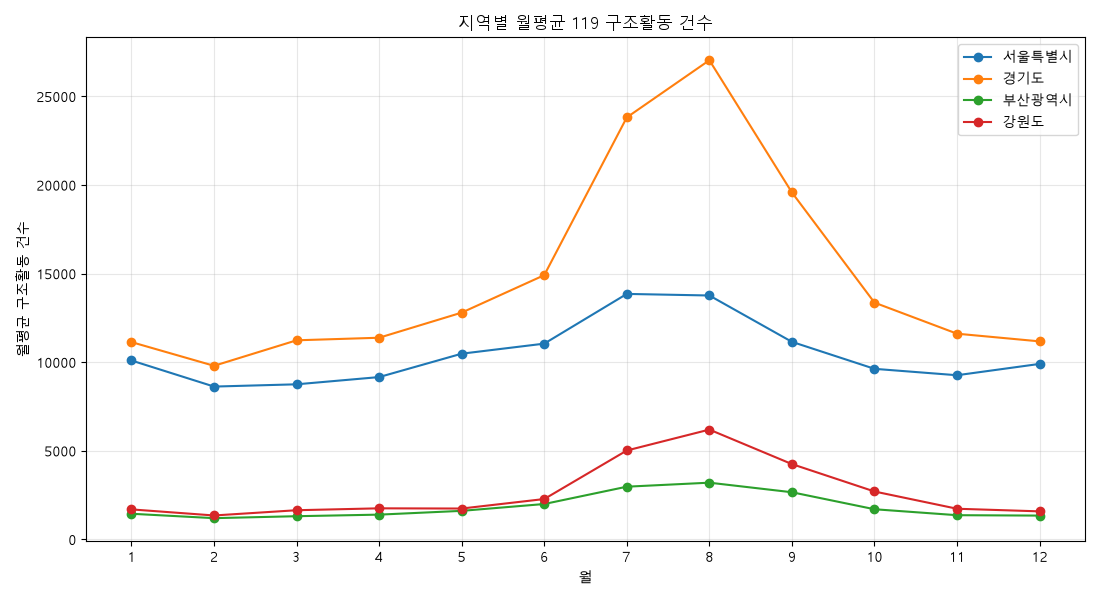 지역별 월평균 119 구조활동 건수
서울특별시
경기도
부산광역시
강원도
월평균 구조활동 건수
25000
20000
15000
10000
5000
0
1 2 3 4 5 6 7 8 9 10 11 12
월